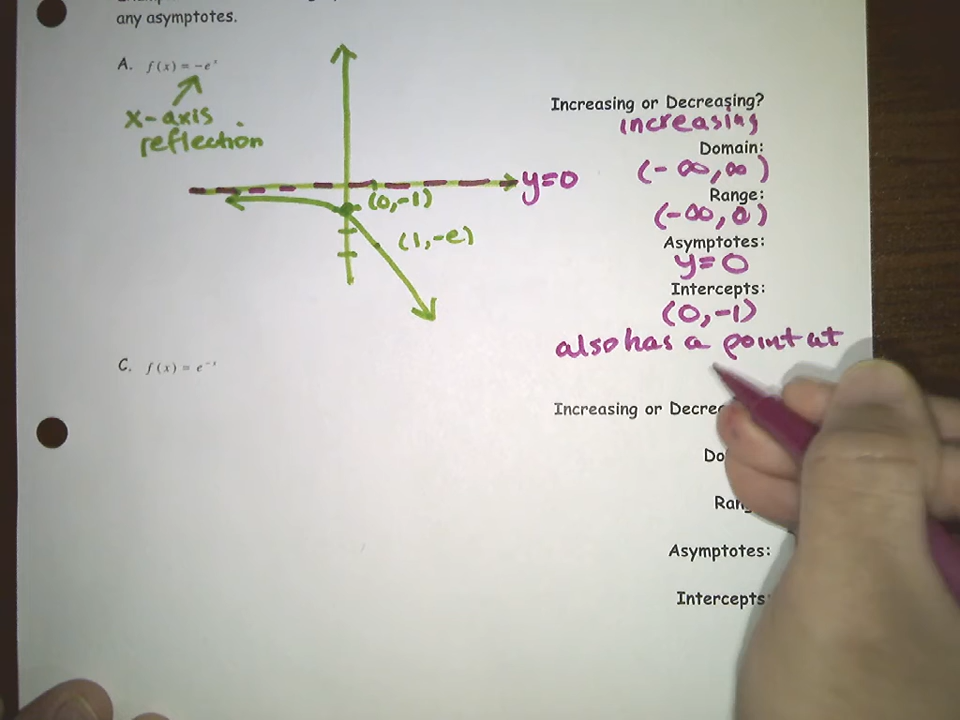 any asymptotes.
A. f(x) = -eˣ
x-axis
reflection
y=0
(0,-1)
(1,-e)
Increasing or Decreasing?
increasing
Domain:
(-∞,∞)
Range:
(-∞,0)
Asymptotes:
y=0
Intercepts:
(0,-1)
also has a point at
C. f(x) = e⁻ˣ
Increasing or Decre
Do
Ran
Asymptotes:
Intercepts: